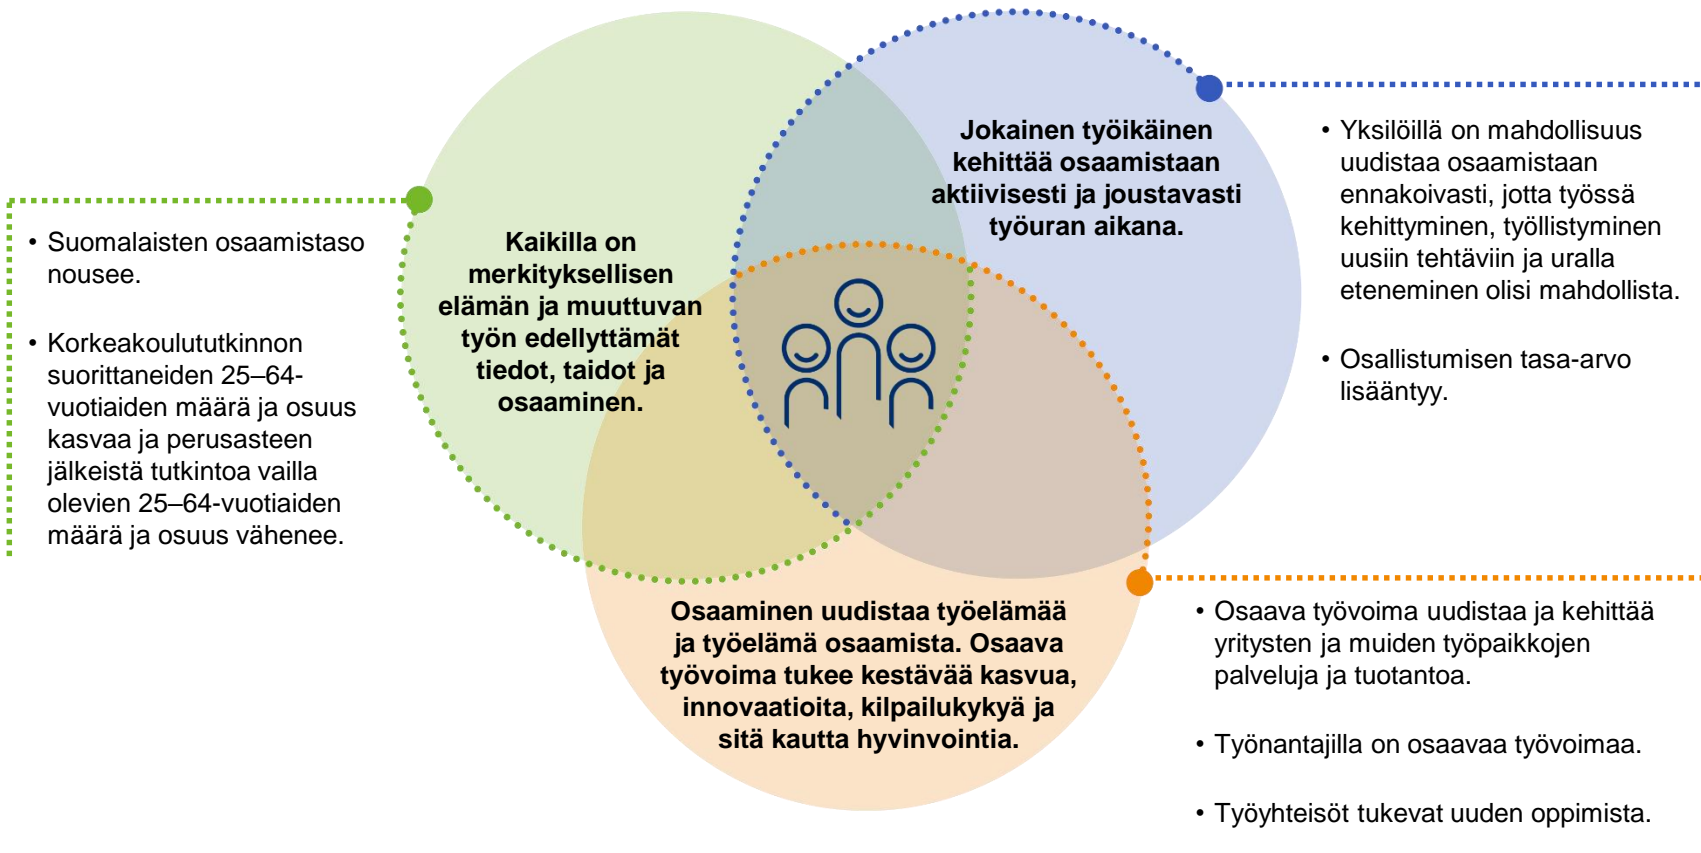 • Suomalaisten osaamistaso
nousee.
• Korkeakoulututkinnon
suorittaneiden 25–64-
vuotiaiden määrä ja osuus
kasvaa ja perusasteen
jälkeistä tutkintoa vailla
olevien 25–64-vuotiaiden
määrä ja osuus vähenee.
Kaikilla on
merkityksellisen
elämän ja muuttuvan
työn edellyttämät
tiedot, taidot ja
osaaminen.
Jokainen työikäinen
kehittää osaamistaan
aktiivisesti ja joustavasti
työuran aikana.
• Yksilöillä on mahdollisuus
uudistaa osaamistaan
ennakoivasti, jotta työssä
kehittyminen, työllistyminen
uusiin tehtäviin ja uralla
eteneminen olisi mahdollista.
• Osallistumisen tasa-arvo
lisääntyy.
Osaaminen uudistaa työelämää
ja työelämä osaamista. Osaava
työvoima tukee kestävää kasvua,
innovaatioita, kilpailukykyä ja
sitä kautta hyvinvointia.
• Osaava työvoima uudistaa ja kehittää
yritysten ja muiden työpaikkojen
palveluja ja tuotantoa.
• Työnantajilla on osaavaa työvoimaa.
• Työyhteisöt tukevat uuden oppimista.